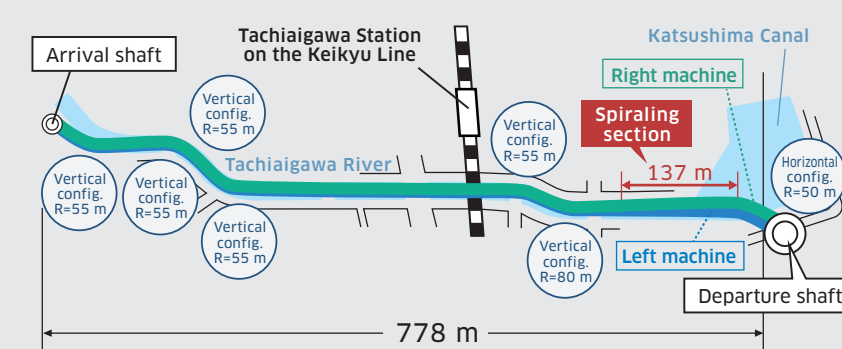 Arrival shaft
Tachiaigawa Station
on the Keikyu Line
Katsushima Canal
Right machine
Spiraling
section
137 m
Vertical
config.
R=55 m
Vertical
config.
R=55 m
Horizontal
config.
R=50 m
Tachiaigawa River
Vertical
config.
R=55 m
Vertical
config.
R=55 m
Vertical
config.
R=55 m
Vertical
config.
R=80 m
Left machine
Departure shaft
778 m